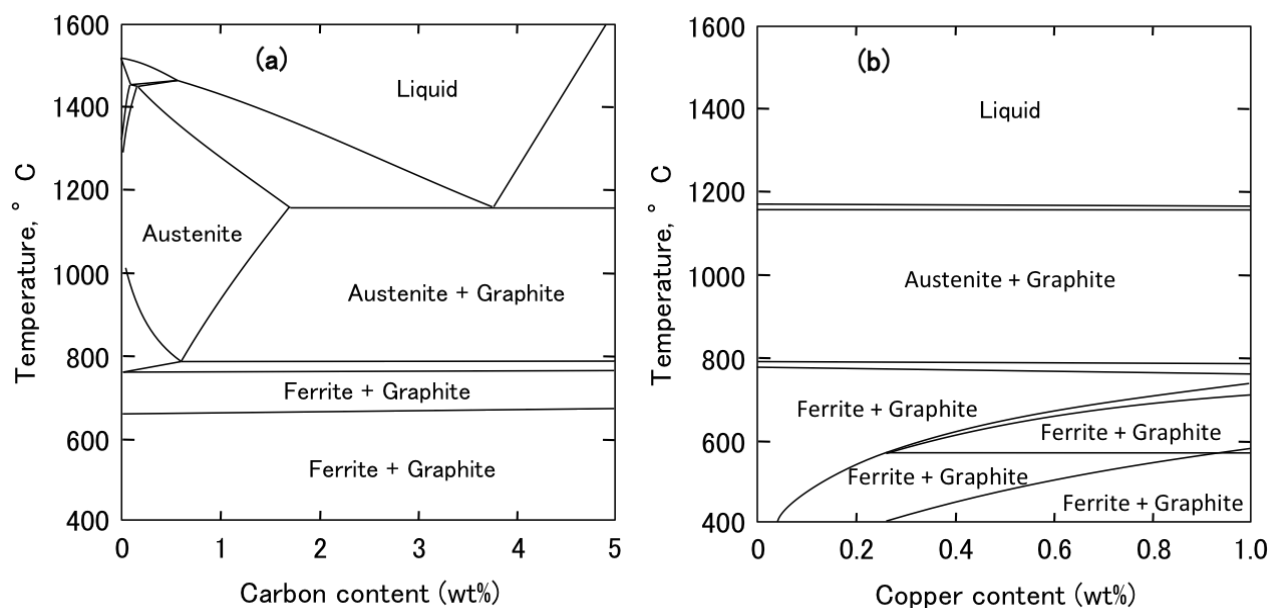 (a)
1600
1400
1200
1000
800
600
400
Temperature, ° C
Liquid
Austenite
Austenite + Graphite
Ferrite + Graphite
Ferrite + Graphite
0 1 2 3 4 5
Carbon content (wt%)
(b)
1600
1400
1200
1000
800
600
400
Temperature, ° C
Liquid
Austenite + Graphite
Ferrite + Graphite
Ferrite + Graphite
Ferrite + Graphite
Ferrite + Graphite
0 0.2 0.4 0.6 0.8 1.0
Copper content (wt%)